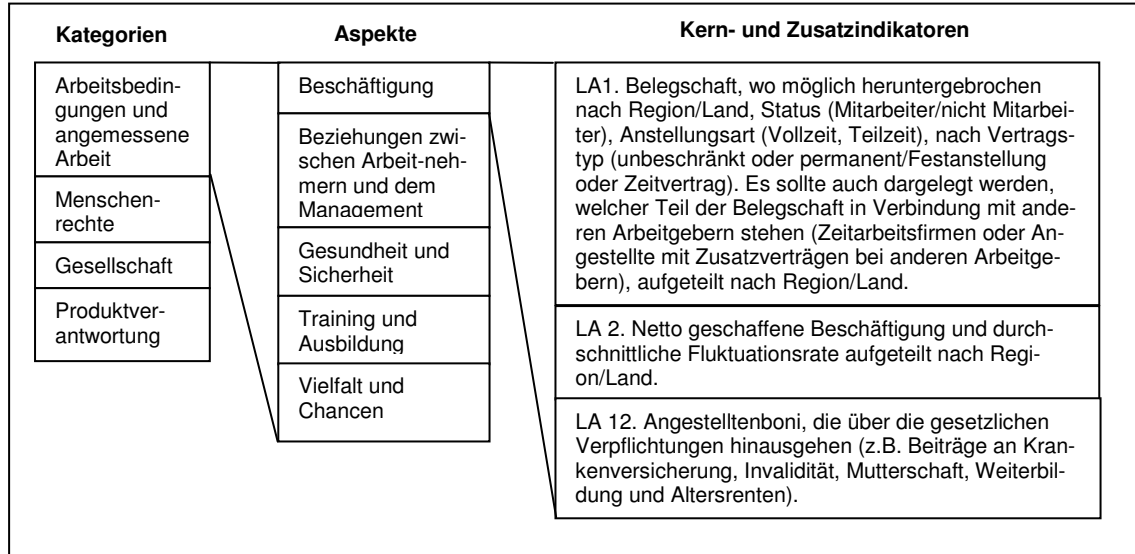 Kategorien
Aspekte
Kern- und Zusatzindikatoren
Arbeitsbedin-
gungen und
angemessene
Arbeit
Menschen-
rechte
Gesellschaft
Produktver-
antwortung
Beschäftigung
Beziehungen zwi-
schen Arbeit-neh-
mern und dem
Management
Gesundheit und
Sicherheit
Training und
Ausbildung
Vielfalt und
Chancen
LA1. Belegschaft, wo möglich heruntergebrochen
nach Region/Land, Status (Mitarbeiter/nicht Mitarbei-
ter), Anstellungsart (Vollzeit, Teilzeit), nach Vertrags-
typ (unbeschränkt oder permanent/Festanstellung
oder Zeitvertrag). Es sollte auch dargelegt werden,
welcher Teil der Belegschaft in Verbindung mit ande-
ren Arbeitgebern stehen (Zeitarbeitsfirmen oder An-
gestellte mit Zusatzverträgen bei anderen Arbeitge-
bern), aufgeteilt nach Region/Land.
LA 2. Netto geschaffene Beschäftigung und durch-
schnittliche Fluktuationsrate aufgeteilt nach Regi-
on/Land.
LA 12. Angestelltenboni, die über die gesetzlichen
Verpflichtungen hinausgehen (z.B. Beiträge an Kran-
kenversicherung, Invalidität, Mutterschaft, Weiterbil-
dung und Altersrenten).